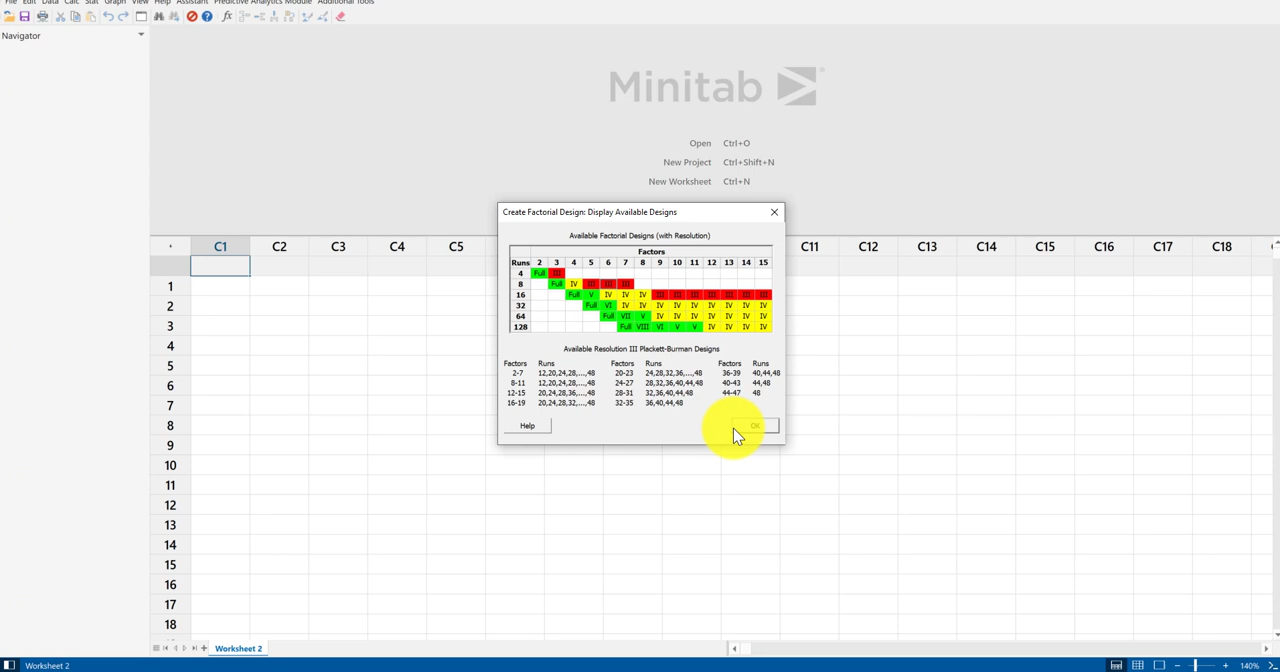 File Edit Data Calc Stat Graph View Help Assistant Predictive Analytics Module Additional Tools
Navigator
Minitab
Open Ctrl+O
New Project Ctrl+Shift+N
New Worksheet Ctrl+N
Create Factorial Design: Display Available Designs
Available Factorial Designs (with Resolution)
Factors
Runs 2 3 4 5 6 7 8 9 10 11 12 13 14 15
4 Full III
8 Full IV III III III
16 Full V IV IV IV III III III III III III III
32 Full VI IV IV IV IV IV IV IV IV IV
64 Full VII V IV IV IV IV IV IV IV
128 Full VIII VI V V IV IV IV IV
Available Resolution III Plackett-Burman Designs
Factors Runs Factors Runs Factors Runs
2-7 12,20,24,28,...,48 20-23 24,28,32,36,...,48 36-39 40,44,48
8-11 12,20,24,28,...,48 24-27 28,32,36,40,44,48 40-43 44,48
12-15 20,24,28,36,...,48 28-31 32,36,40,44,48 44-47 48
16-19 20,24,28,32,...,48 32-35 36,40,44,48
Help OK
C1 C2 C3 C4 C5 C11 C12 C13 C14 C15 C16 C17 C18
1
2
3
4
5
6
7
8
9
10
11
12
13
14
15
16
17
18
Worksheet 2
Worksheet 2 140%